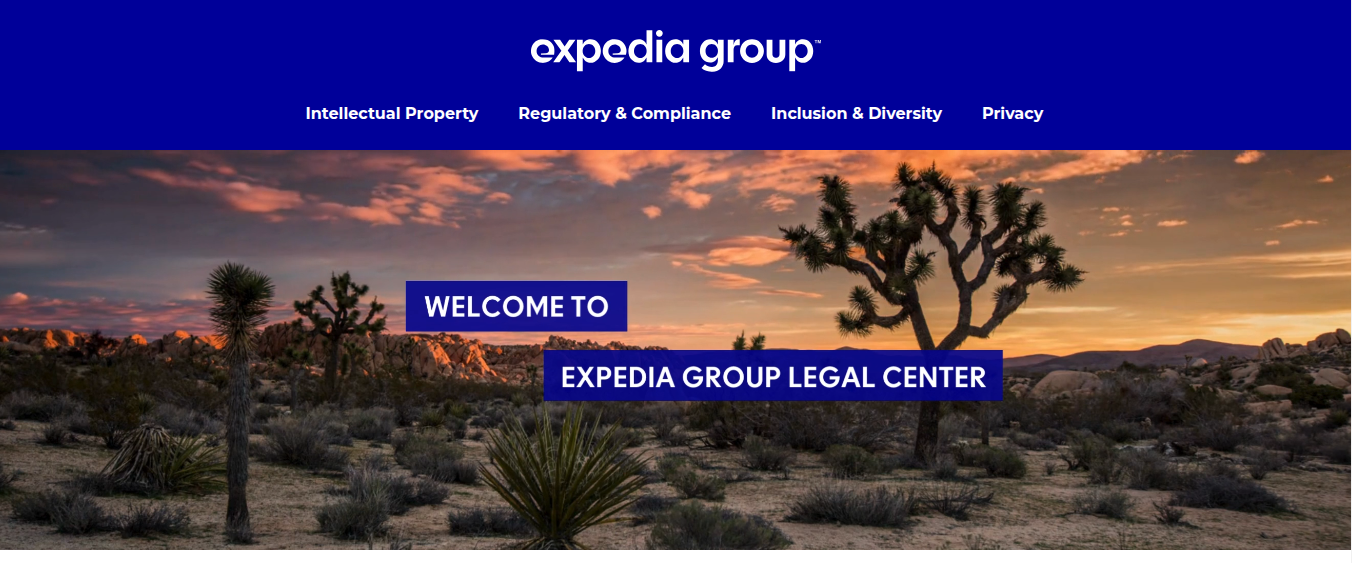 expedia group™
Intellectual Property Regulatory & Compliance Inclusion & Diversity Privacy
WELCOME TO
EXPEDIA GROUP LEGAL CENTER